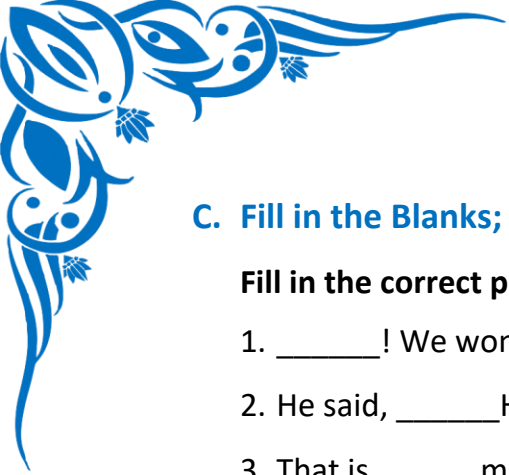 C. Fill in the Blanks;
Fill in the correct p
1. ______! We wor
2. He said, ______H
3. That is ______m